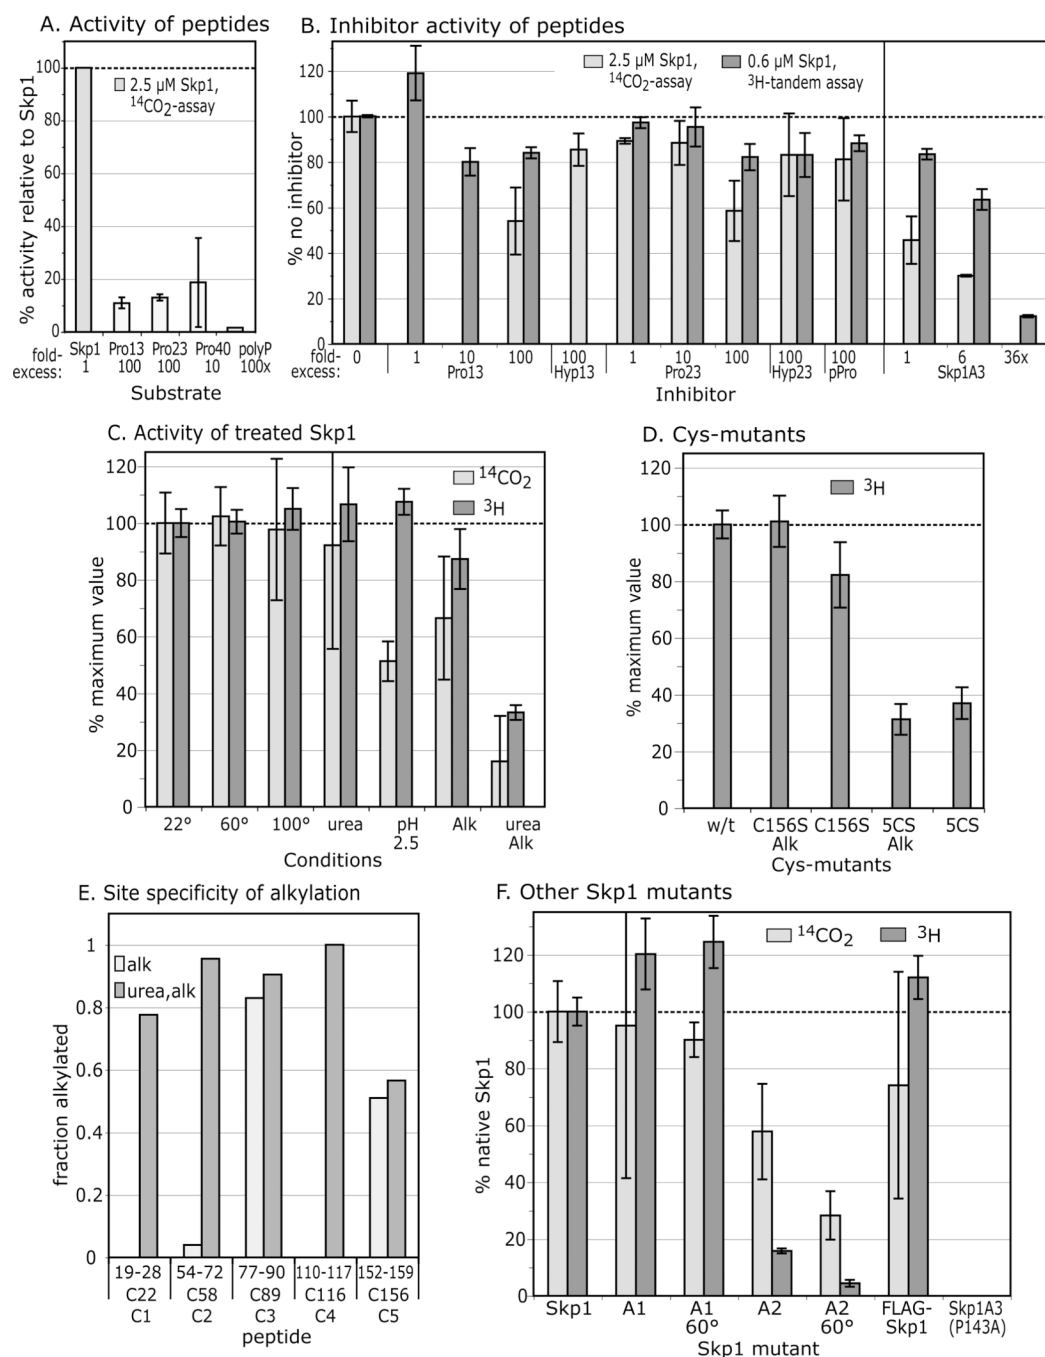 A. Activity of peptides
% activity relative to Skp1
100
80
60
40
20
0
2.5 µM Skp1,
14CO2-assay
Skp1 Pro13 Pro23 Pro40 polyP
fold-excess: 1 100 100 10 100x
Substrate
B. Inhibitor activity of peptides
% no inhibitor
120
100
80
60
40
20
0
2.5 µM Skp1,
14CO2-assay
0.6 µM Skp1,
3H-tandem assay
fold-excess: 0 1 10 100 100 1 10 100 100 100 1 6 36x
Pro13 Hyp13 Pro23 Hyp23 pPro Skp1A3
Inhibitor
C. Activity of treated Skp1
% maximum value
120
100
80
60
40
20
0
14CO2
3H
22° 60° 100° urea pH 2.5 Alk urea Alk
Conditions
D. Cys-mutants
% maximum value
120
100
80
60
40
20
0
3H
w/t C156S Alk C156S 5CS Alk 5CS
Cys-mutants
E. Site specificity of alkylation
fraction alkylated
1
0.8
0.6
0.4
0.2
0
alk
urea,alk
19-28 54-72 77-90 110-117 152-159
C22 C58 C89 C116 C156
C1 C2 C3 C4 C5
peptide
F. Other Skp1 mutants
% native Skp1
120
100
80
60
40
20
0
14CO2
3H
Skp1 A1 A1 60° A2 A2 60° FLAG-Skp1 Skp1A3 (P143A)
Skp1 mutant